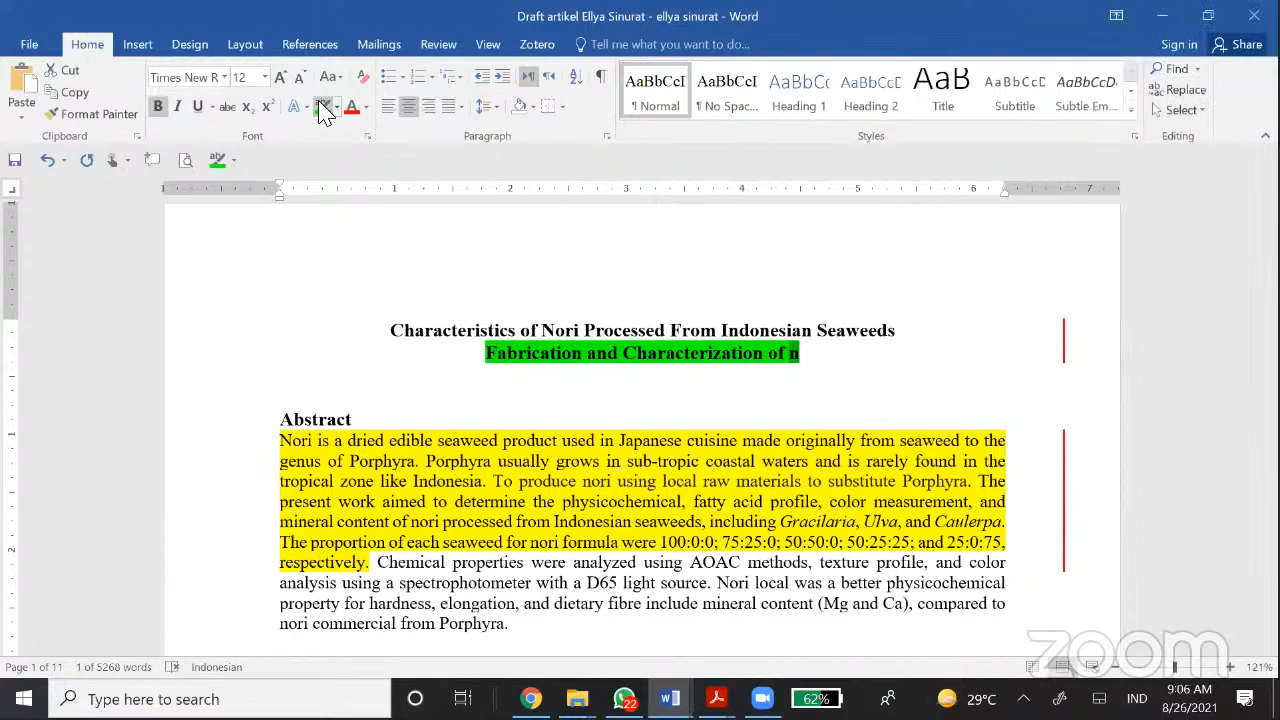 Draft artikel Ellya Sinurat - ellya sinurat - Word
File Home Insert Design Layout References Mailings Review View Zotero Tell me what you want to do... Sign in Share
Paste
Cut
Copy
Format Painter
Clipboard
Times New R 12
Font
Paragraph
AaBbCcI AaBbCcI AaBbCc AaBbCcI AaB AaBbCcD AaBbCcD.
¶ Normal ¶ No Spac... Heading 1 Heading 2 Title Subtitle Subtle Em...
Styles
Find
Replace
Select
Editing
1 1 2 3 4 5 6 7
Characteristics of Nori Processed From Indonesian Seaweeds
Fabrication and Characterization of n
Abstract
Nori is a dried edible seaweed product used in Japanese cuisine made originally from seaweed to the
genus of Porphyra. Porphyra usually grows in sub-tropic coastal waters and is rarely found in the
tropical zone like Indonesia. To produce nori using local raw materials to substitute Porphyra. The
present work aimed to determine the physicochemical, fatty acid profile, color measurement, and
mineral content of nori processed from Indonesian seaweeds, including Gracilaria, Ulva, and Caulerpa.
The proportion of each seaweed for nori formula were 100:0:0; 75:25:0; 50:50:0; 50:25:25; and 25:0:75,
respectively. Chemical properties were analyzed using AOAC methods, texture profile, and color
analysis using a spectrophotometer with a D65 light source. Nori local was a better physicochemical
property for hardness, elongation, and dietary fibre include mineral content (Mg and Ca), compared to
nori commercial from Porphyra.
zoom
Page 1 of 11 1 of 5268 words Indonesian 121%
Type here to search 22 62% 29°C IND 9:06 AM
8/26/2021